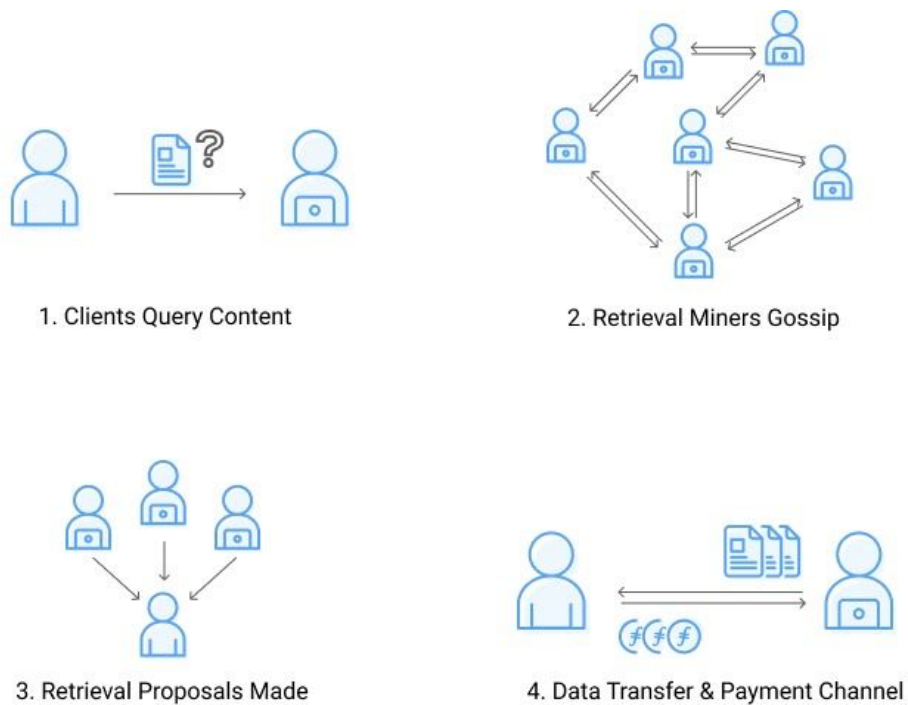 1. Clients Query Content
2. Retrieval Miners Gossip
3. Retrieval Proposals Made
4. Data Transfer & Payment Channel